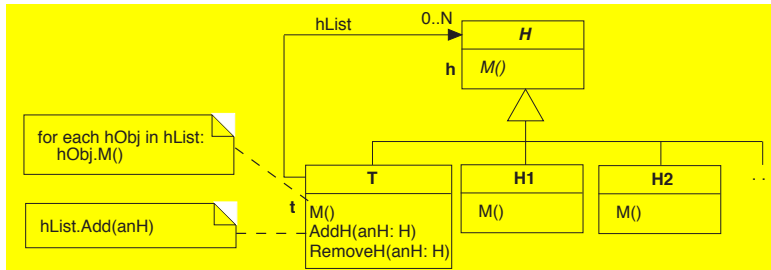 hList
0..N
H
h
M()
for each hObj in hList:
hObj.M()
T
H1
H2
. .
t
M()
M()
M()
hList.Add(anH)
AddH(anH: H)
RemoveH(anH: H)